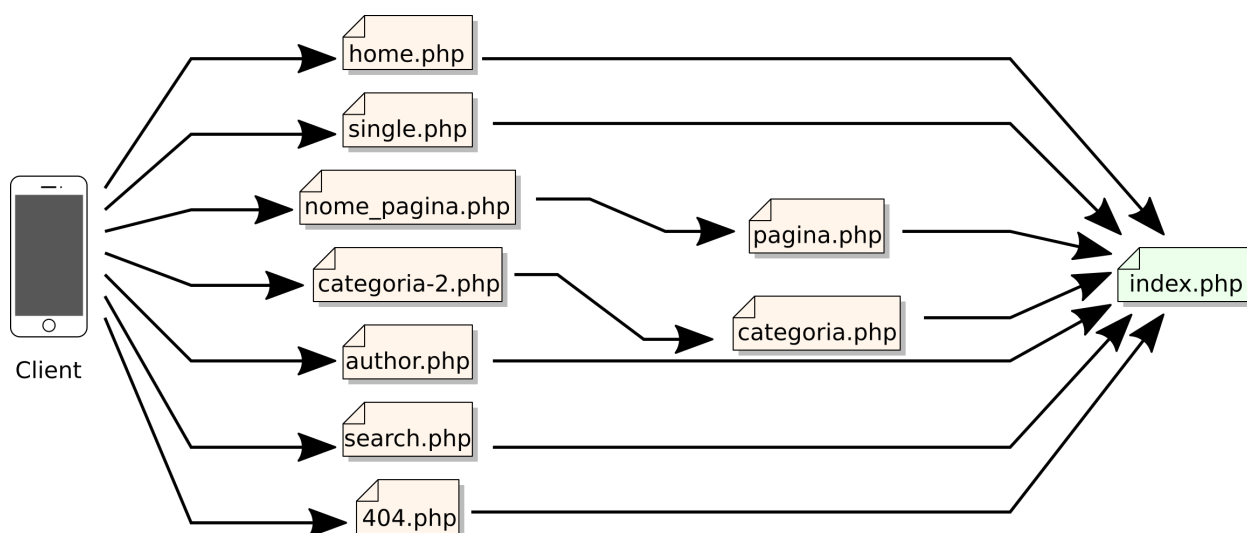 home.php
single.php
nome_pagina.php
pagina.php
categoria-2.php
index.php
categoria.php
author.php
Client
search.php
404.php